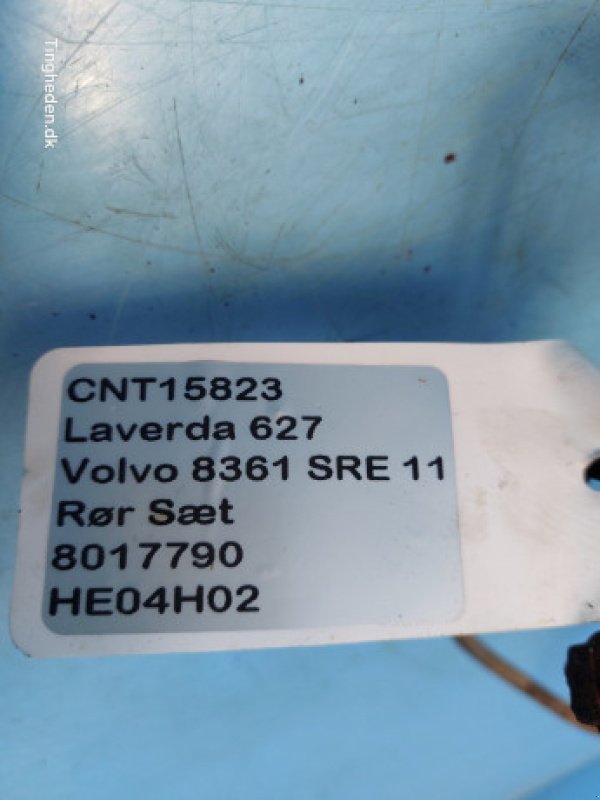 Tingheden.dk
CNT15823
Laverda 627
Volvo 8361 SRE 11
Rør Sæt
8017790
HE04H02